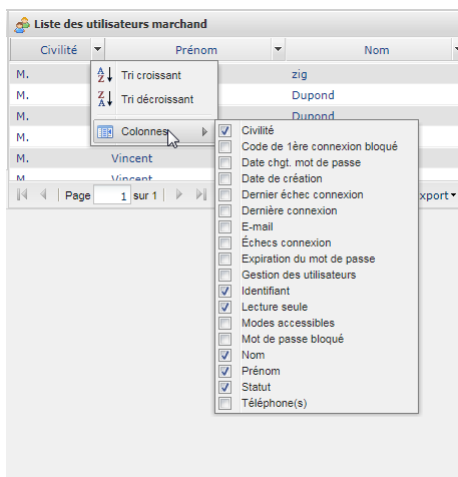 Liste des utilisateurs marchand
Civilité Prénom Nom
M. zig
M. Dupond
M. Dupond
M.
M. Vincent
M. Vincent
Tri croissant
Tri décroissant
Colonnes
Page 1 sur 1 xport
Civilité
Code de 1ère connexion bloqué
Date chgt. mot de passe
Date de création
Dernier échec connexion
Dernière connexion
E-mail
Échecs connexion
Expiration du mot de passe
Gestion des utilisateurs
Identifiant
Lecture seule
Modes accessibles
Mot de passe bloqué
Nom
Prénom
Statut
Téléphone(s)